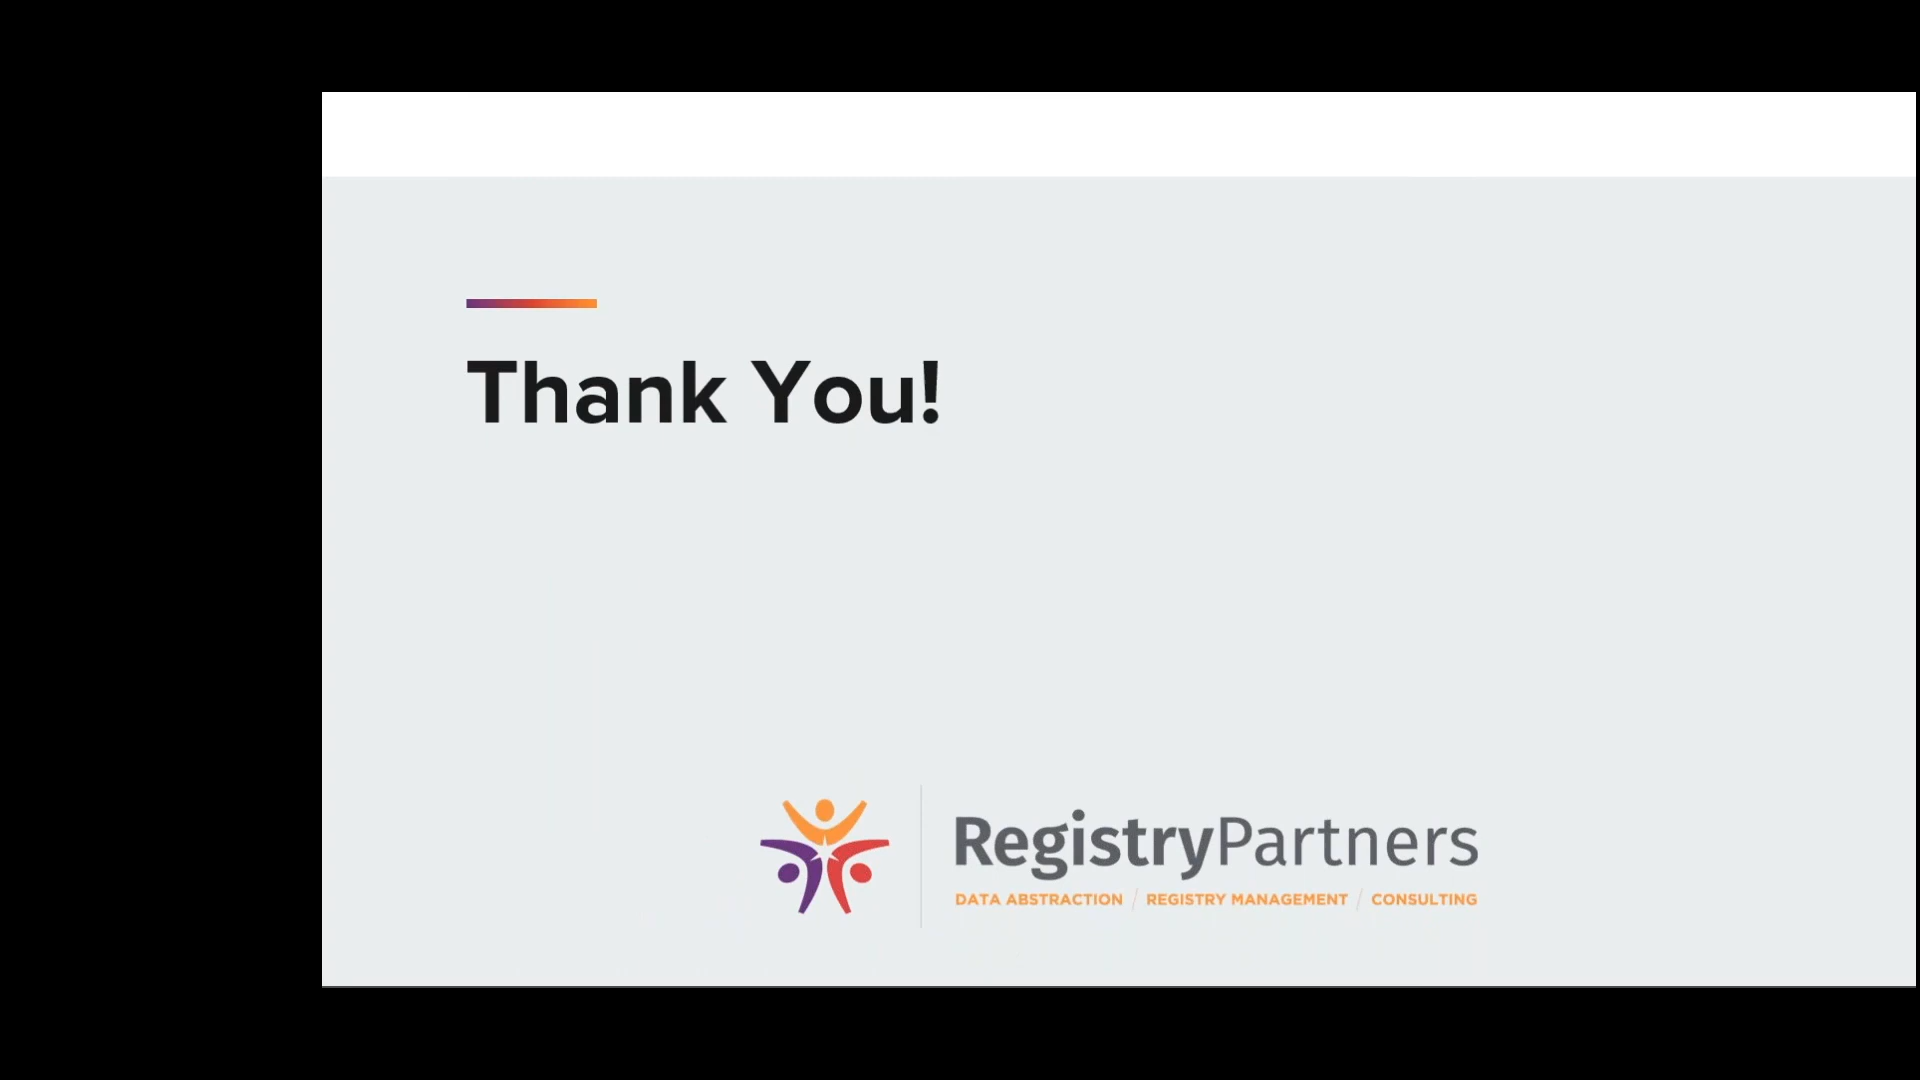 Thank You!
RegistryPartners
DATA ABSTRACTION / REGISTRY MANAGEMENT / CONSULTING